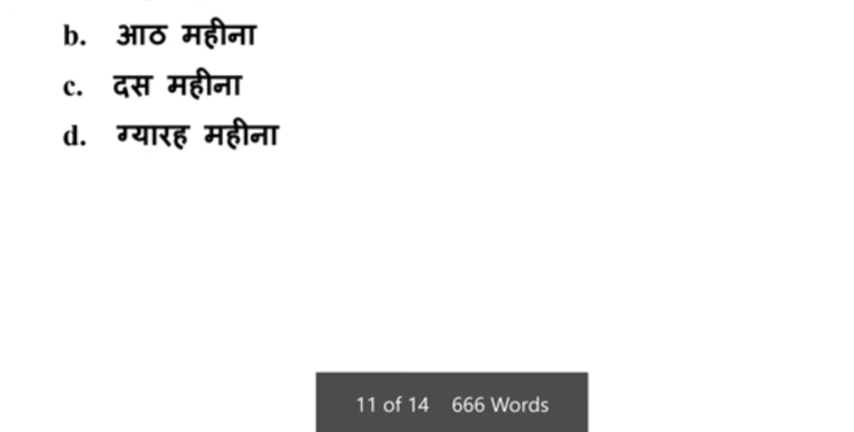 b. आठ महीना
c. दस महीना
d. ग्यारह महीना
11 of 14 666 Words